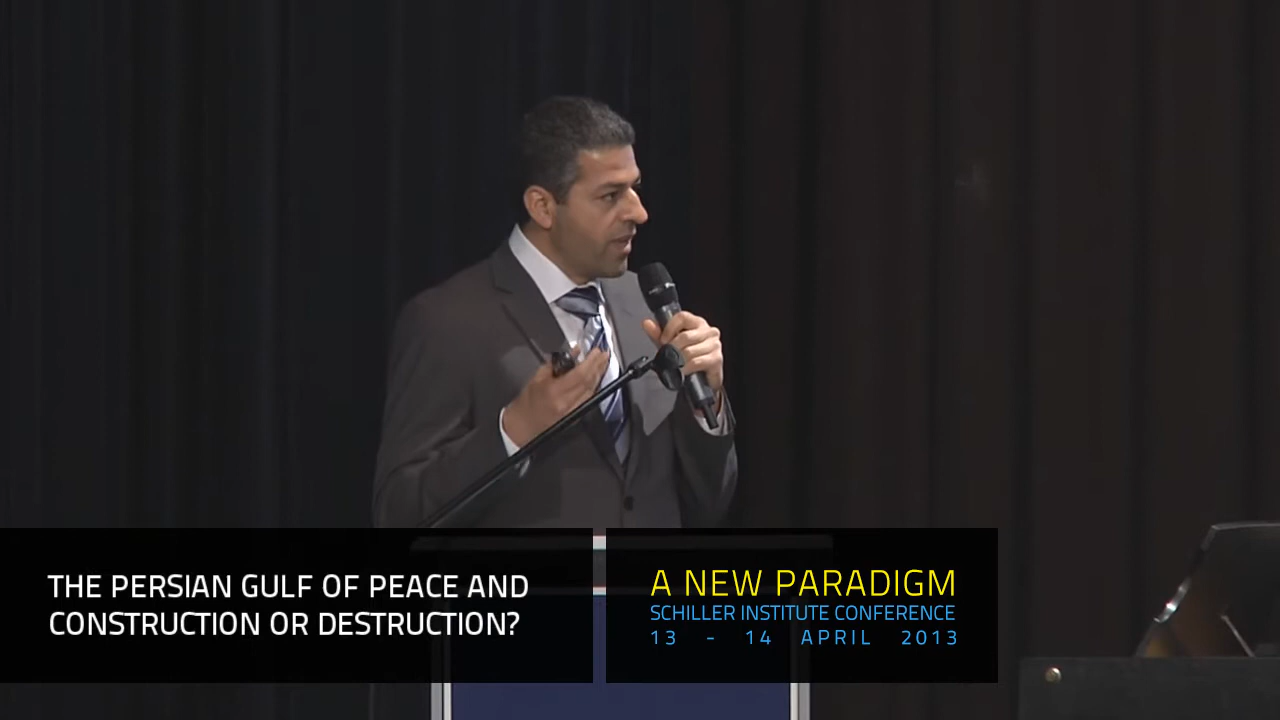 THE PERSIAN GULF OF PEACE AND
CONSTRUCTION OR DESTRUCTION?
A NEW PARADIGM
SCHILLER INSTITUTE CONFERENCE
13 - 14 APRIL 2013